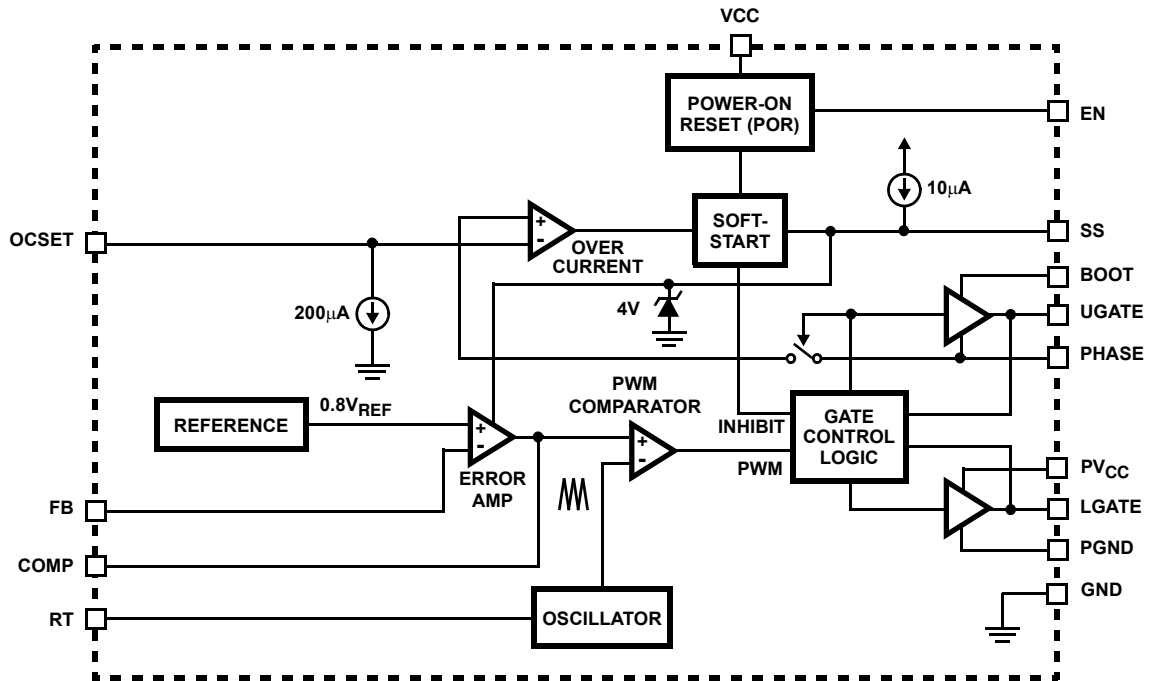 VCC
POWER-ON
RESET (POR)
EN
10μA
SOFT-
START
SS
OCSET
+
-
OVER
CURRENT
BOOT
200μA
4V
UGATE
PHASE
PWM
COMPARATOR
0.8VREF
REFERENCE
+
-
+
-
INHIBIT
GATE
CONTROL
LOGIC
PWM
ERROR
AMP
PVCC
FB
LGATE
COMP
PGND
GND
RT
OSCILLATOR